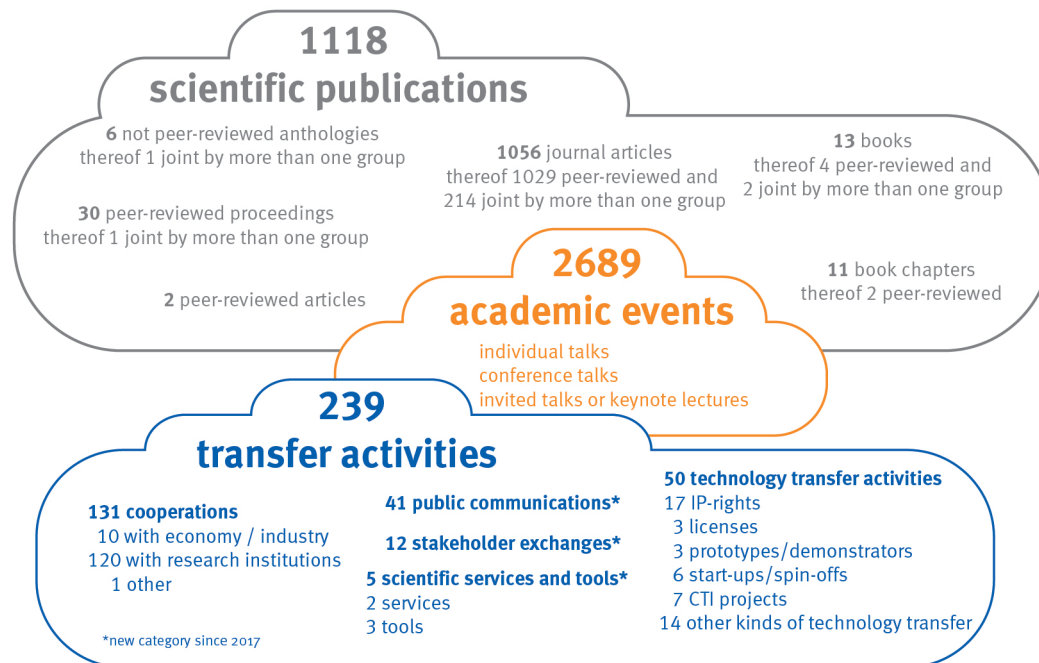 1118
scientific publications
6 not peer-reviewed anthologies
thereof 1 joint by more than one group
30 peer-reviewed proceedings
thereof 1 joint by more than one group
2 peer-reviewed articles
1056 journal articles
thereof 1029 peer-reviewed and
214 joint by more than one group
13 books
thereof 4 peer-reviewed and
2 joint by more than one group
11 book chapters
thereof 2 peer-reviewed
2689
academic events
individual talks
conference talks
invited talks or keynote lectures
239
transfer activities
131 cooperations
10 with economy / industry
120 with research institutions
1 other
*new category since 2017
41 public communications*
12 stakeholder exchanges*
5 scientific services and tools*
2 services
3 tools
50 technology transfer activities
17 IP-rights
3 licenses
3 prototypes/demonstrators
6 start-ups/spin-offs
7 CTI projects
14 other kinds of technology transfer